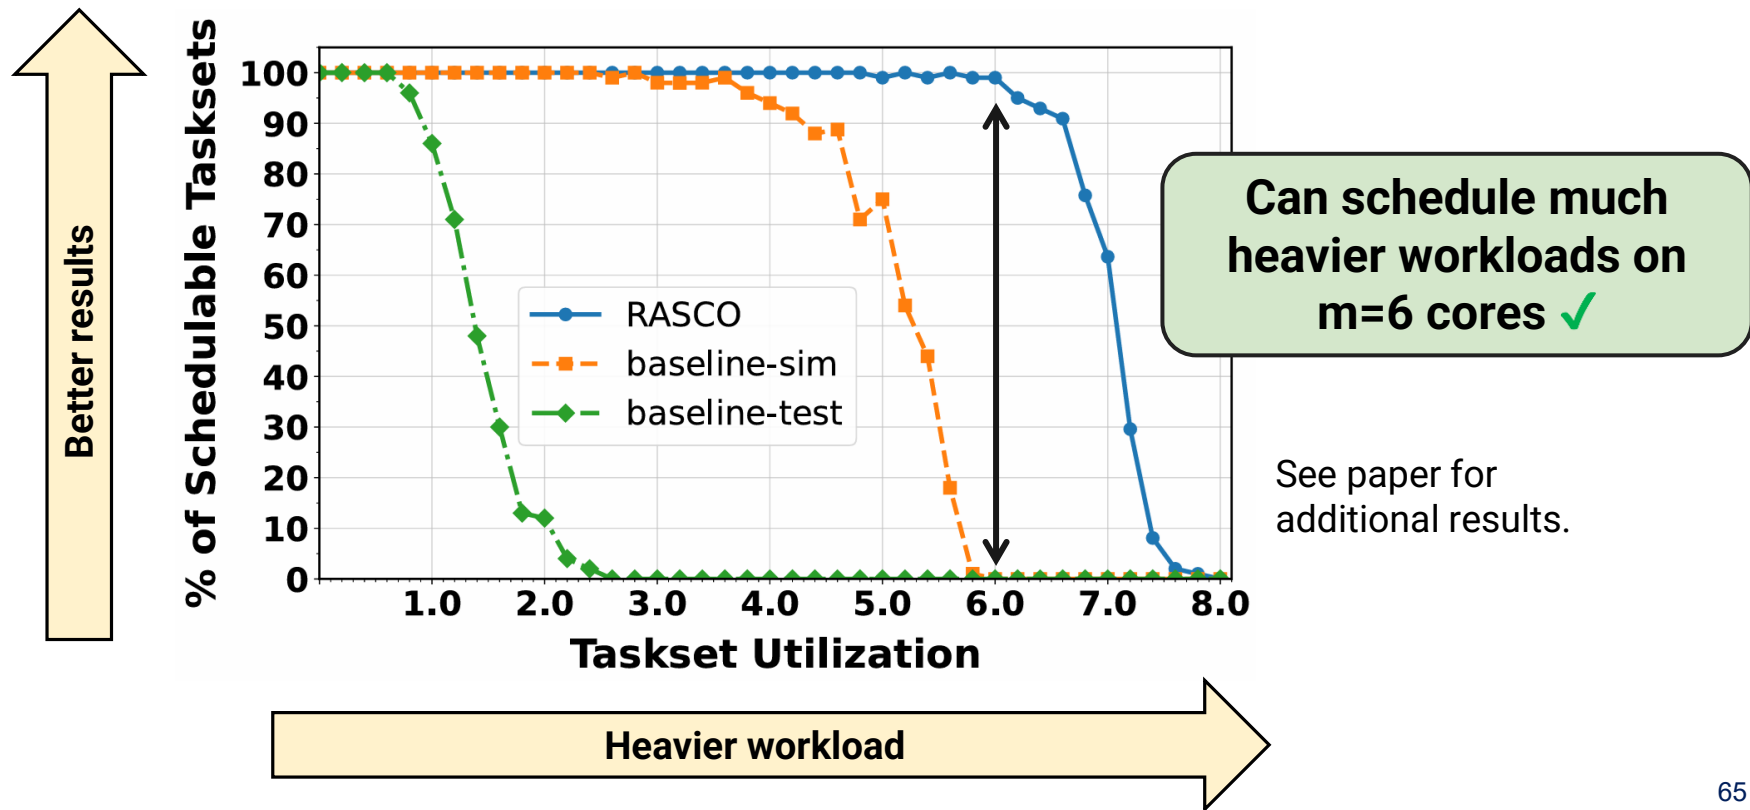 Better results
% of Schedulable Tasksets
100
90
80
70
60
50
40
30
20
10
0
RASCO
baseline-sim
baseline-test
1.0 2.0 3.0 4.0 5.0 6.0 7.0 8.0
Taskset Utilization
Can schedule much
heavier workloads on
m=6 cores ✓
See paper for
additional results.
Heavier workload
65